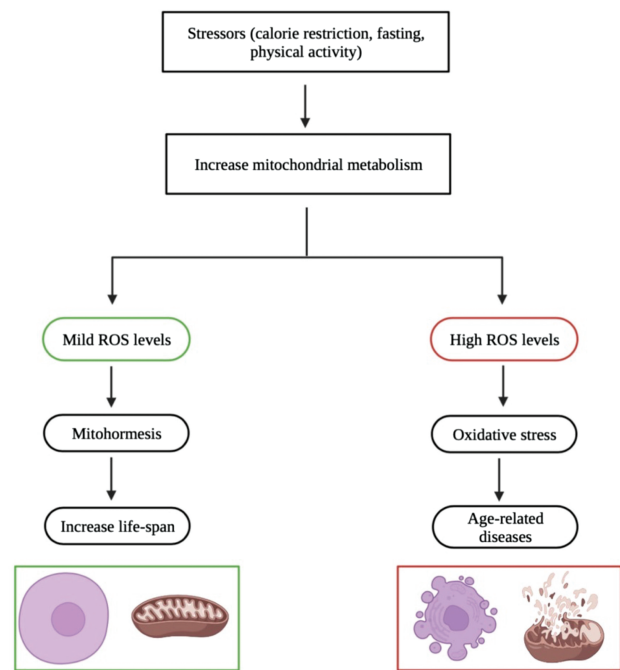 Stressors (calorie restriction, fasting,
physical activity)
Increase mitochondrial metabolism
Mild ROS levels
High ROS levels
Mitohormesis
Oxidative stress
Increase life-span
Age-related
diseases